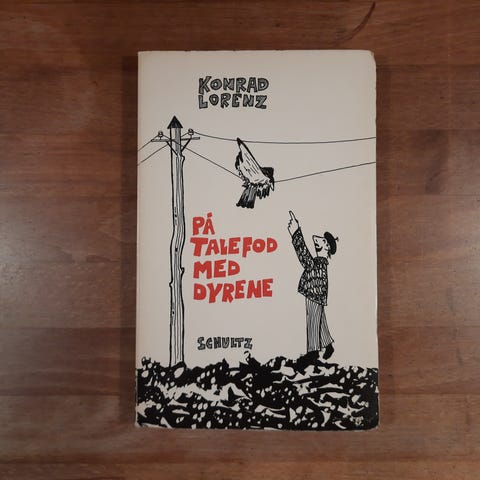 KONRAD
LORENZ
PÅ
TALEFOD
MED
DYRENE
SCHULTZ